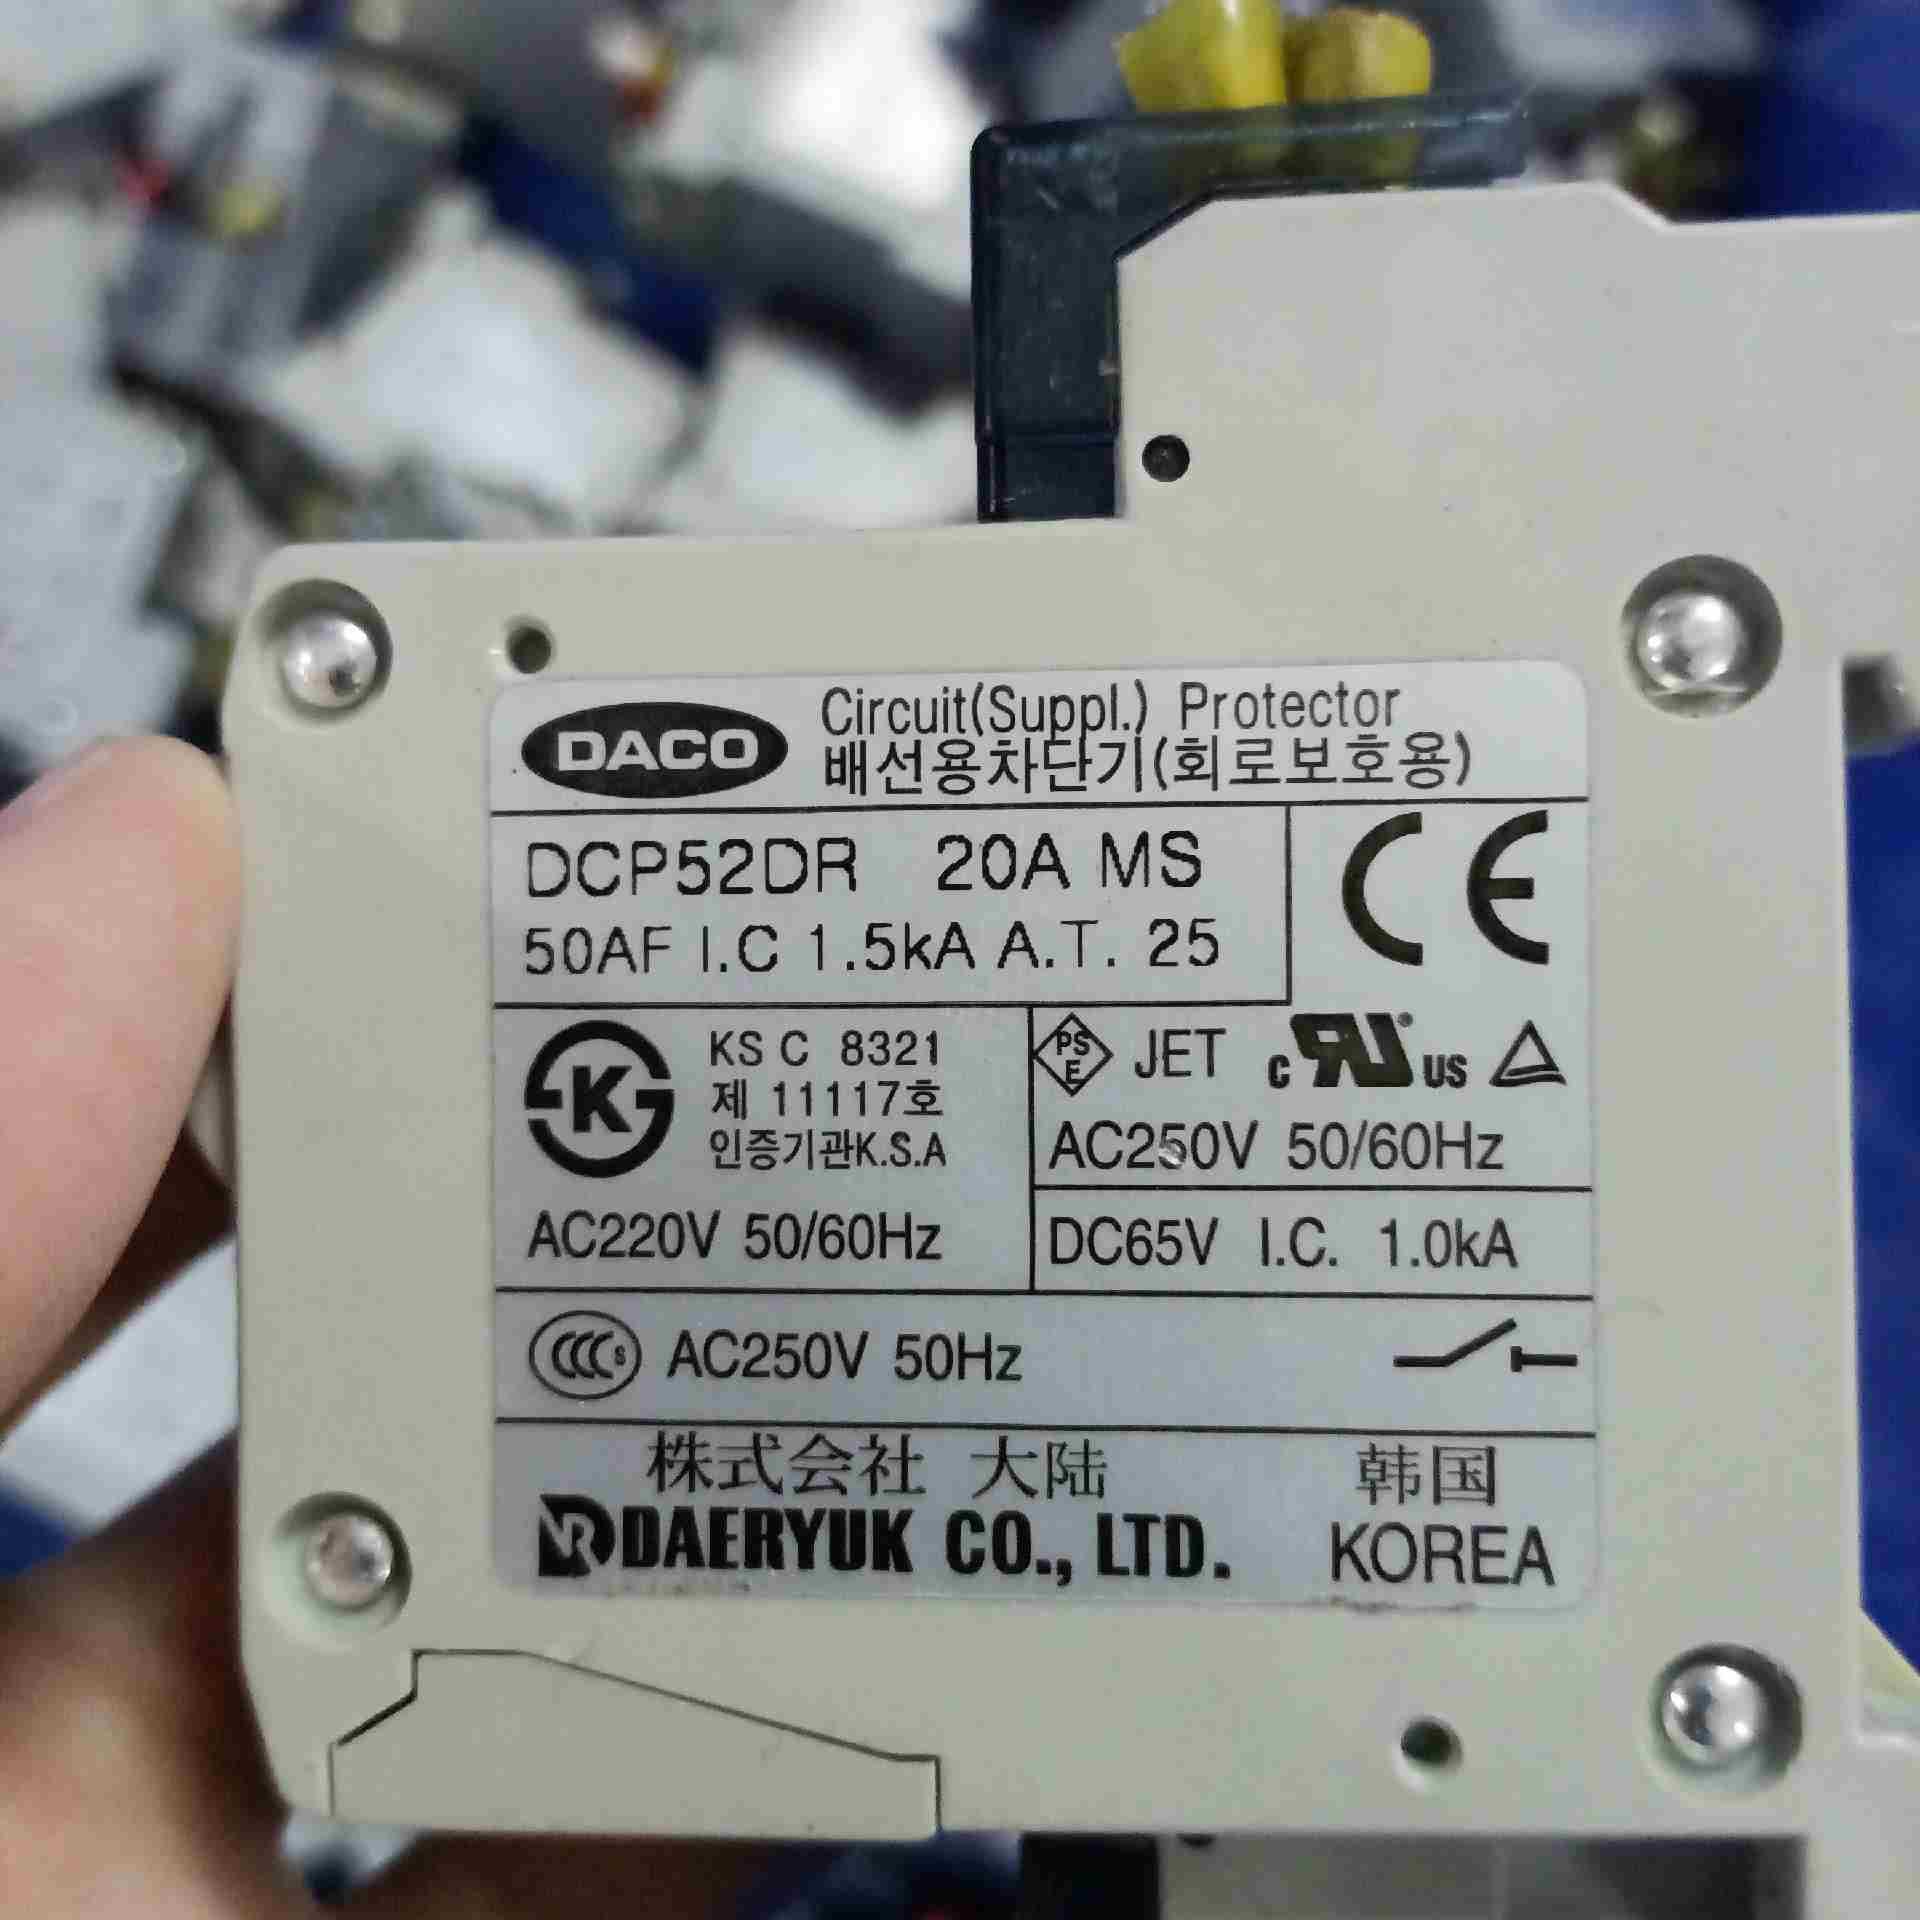 DACO
Circuit(Suppl.) Protector
배선용차단기(회로보호용)
DCP52DR 20A MS
50AF I.C 1.5kA A.T. 25
CE
K
KS C 8321
제 11117호
인증기관K.S.A
AC220V 50/60Hz
PS
E
JET
c RU® US
AC250V 50/60Hz
DC65V I.C. 1.0kA
CCC S AC250V 50Hz
株式会社 大陆
DAERYUK CO., LTD.
韩国
KOREA